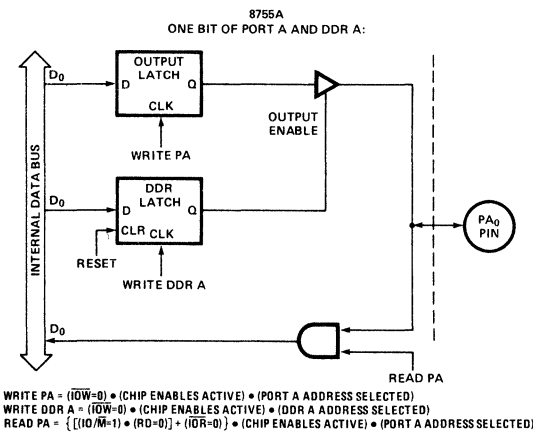 8755A
ONE BIT OF PORT A AND DDR A:
INTERNAL DATA BUS
D₀
OUTPUT
LATCH
D
Q
CLK
OUTPUT
ENABLE
WRITE PA
D₀
DDR
LATCH
D
Q
CLR CLK
RESET
WRITE DDR A
PA₀
PIN
D₀
READ PA
WRITE PA = (I̅O̅W̅=0) • (CHIP ENABLES ACTIVE) • (PORT A ADDRESS SELECTED)
WRITE DDR A = (I̅O̅W̅=0) • (CHIP ENABLES ACTIVE) • (DDR A ADDRESS SELECTED)
READ PA = {[(IO/M̅=1) • (RD=0)] + (I̅O̅R̅=0)} • (CHIP ENABLES ACTIVE) • (PORT A ADDRESS SELECTED)